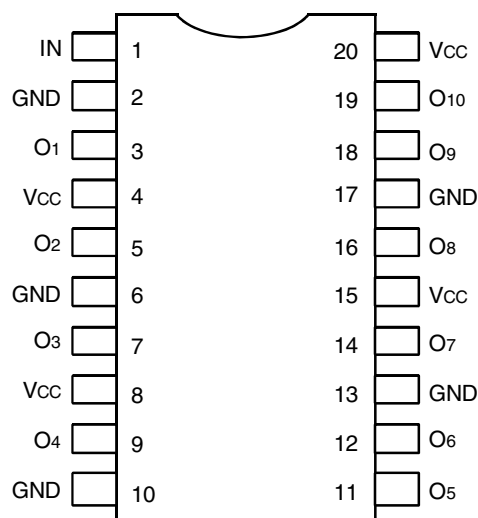 IN 1 20 VCC
GND 2 19 O10
O1 3 18 O9
VCC 4 17 GND
O2 5 16 O8
GND 6 15 VCC
O3 7 14 O7
VCC 8 13 GND
O4 9 12 O6
GND 10 11 O5